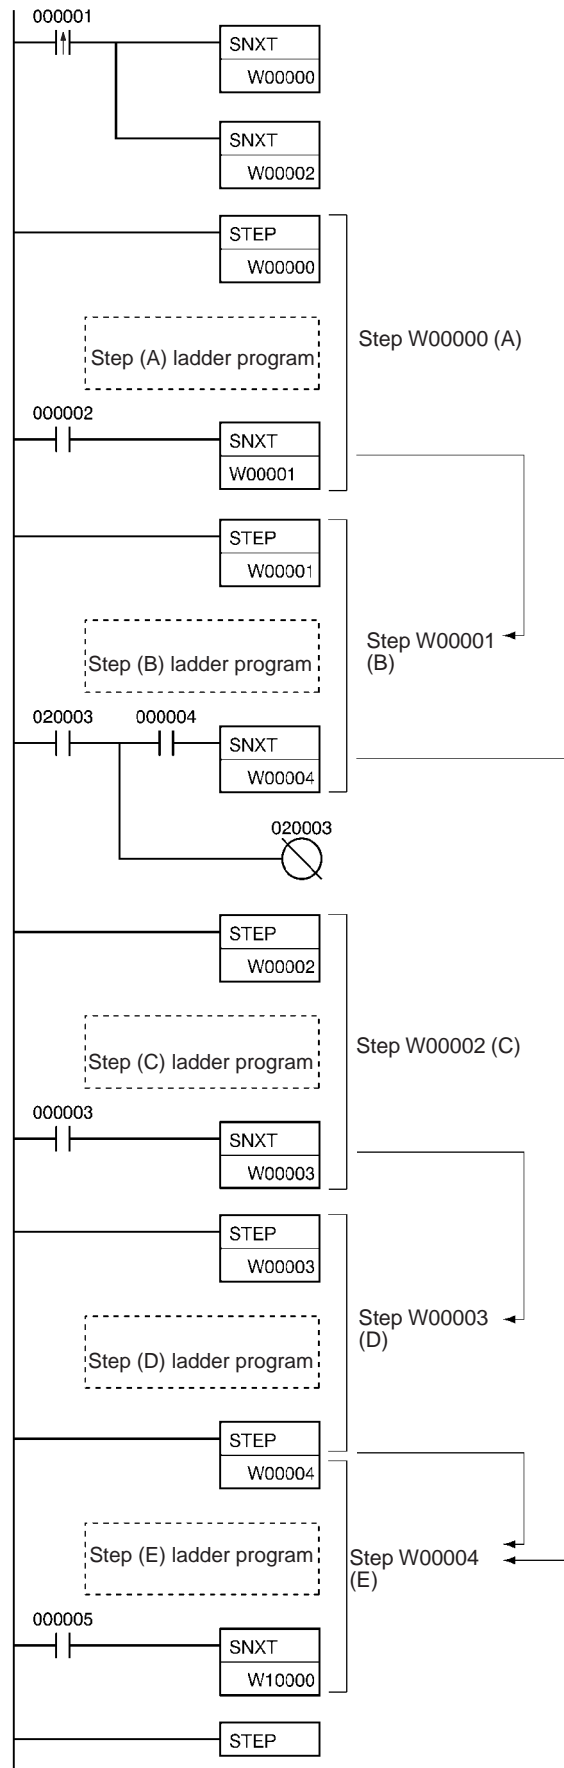 000001
SNXT
W00000
SNXT
W00002
STEP
W00000
Step W00000 (A)
Step (A) ladder program
000002
SNXT
W00001
STEP
W00001
Step W00001
(B)
Step (B) ladder program
020003
000004
SNXT
W00004
020003
STEP
W00002
Step W00002 (C)
Step (C) ladder program
000003
SNXT
W00003
STEP
W00003
Step W00003
(D)
Step (D) ladder program
STEP
W00004
Step (E) ladder program
Step W00004
(E)
000005
SNXT
W10000
STEP